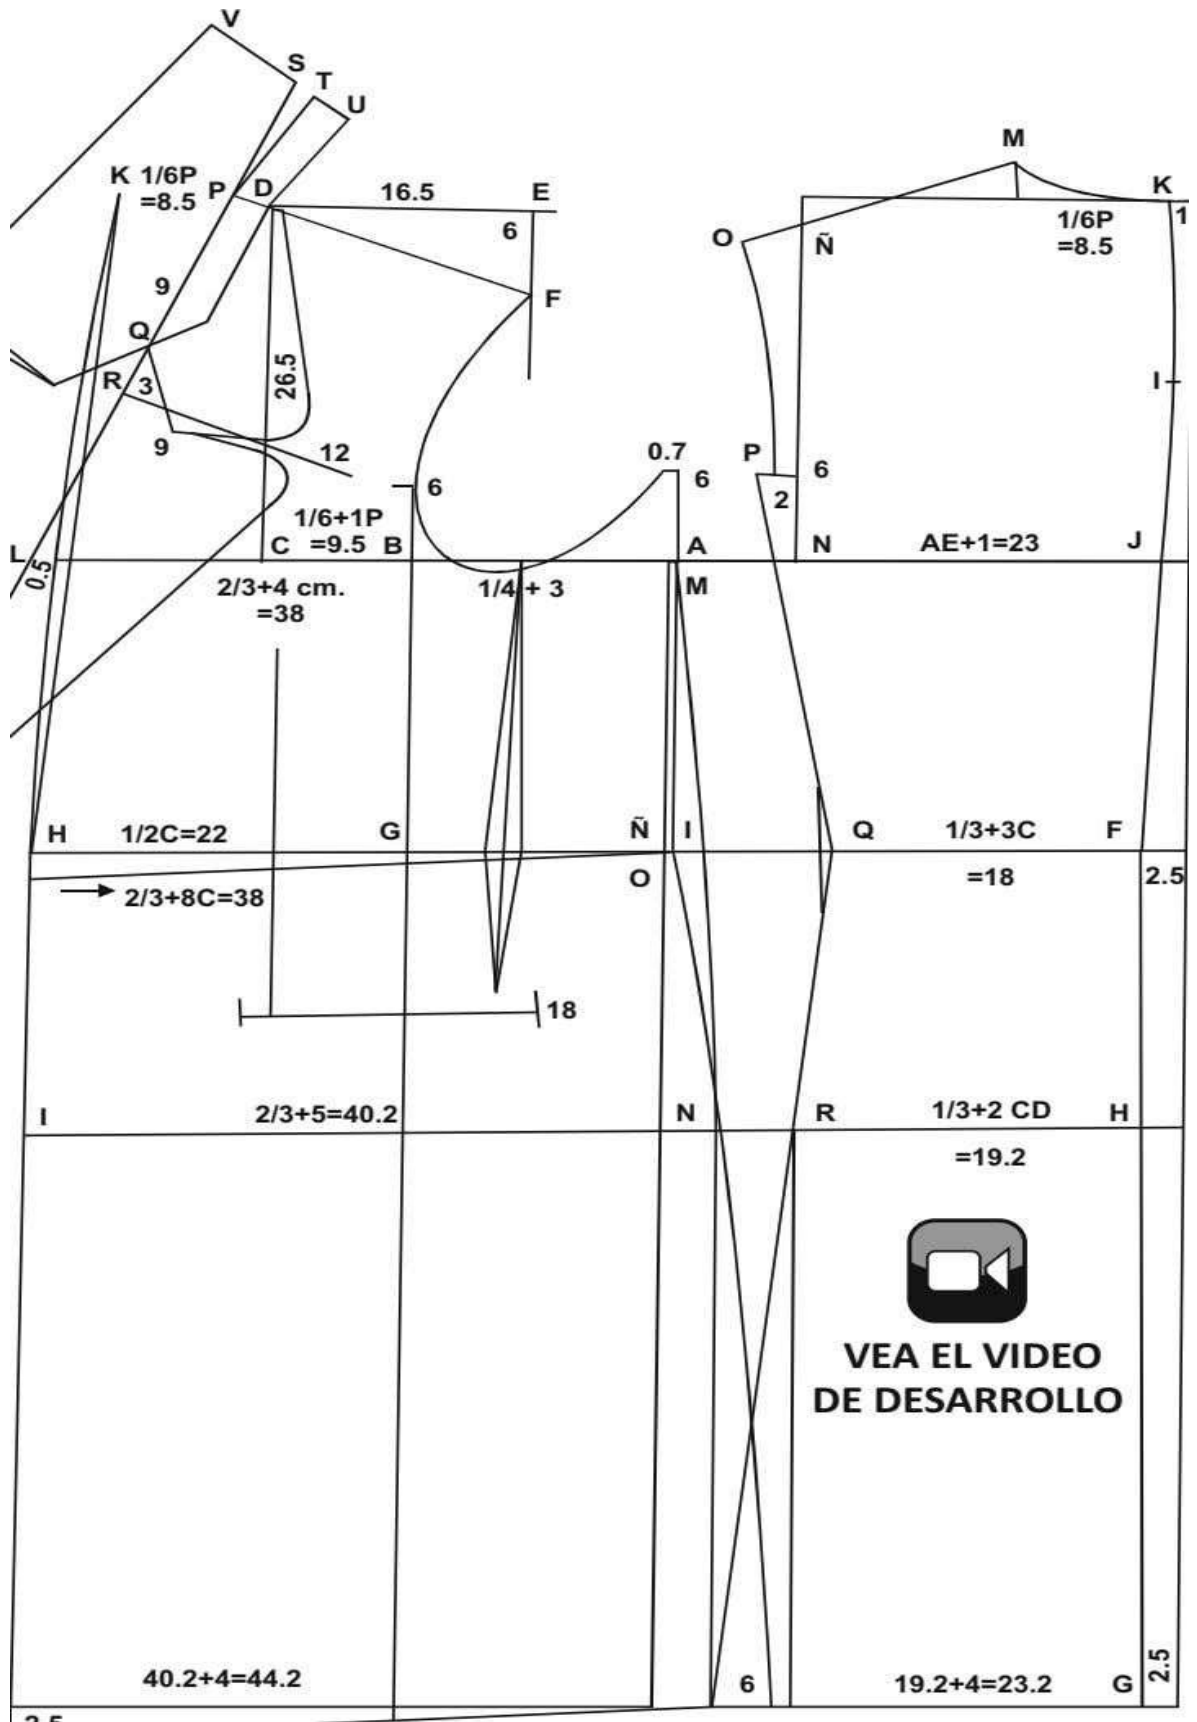 V
S
T
U
M
K 1/6P
=8.5
P
D
16.5
E
K
6
1/6P
=8.5
1
O
Ñ
F
9
Q
R
3
26.5
I
9
12
0.7
P
6
6
6
2
1/6+1P
=9.5
L
C
B
A
N
AE+1=23
J
0.5
2/3+4 cm.
=38
1/4 + 3
M
H
1/2C=22
G
Ñ
I
Q
1/3+3C
F
O
=18
2.5
2/3+8C=38
18
I
2/3+5=40.2
N
R
1/3+2 CD
H
=19.2
VEA EL VIDEO
DE DESARROLLO
40.2+4=44.2
6
19.2+4=23.2
G
2.5